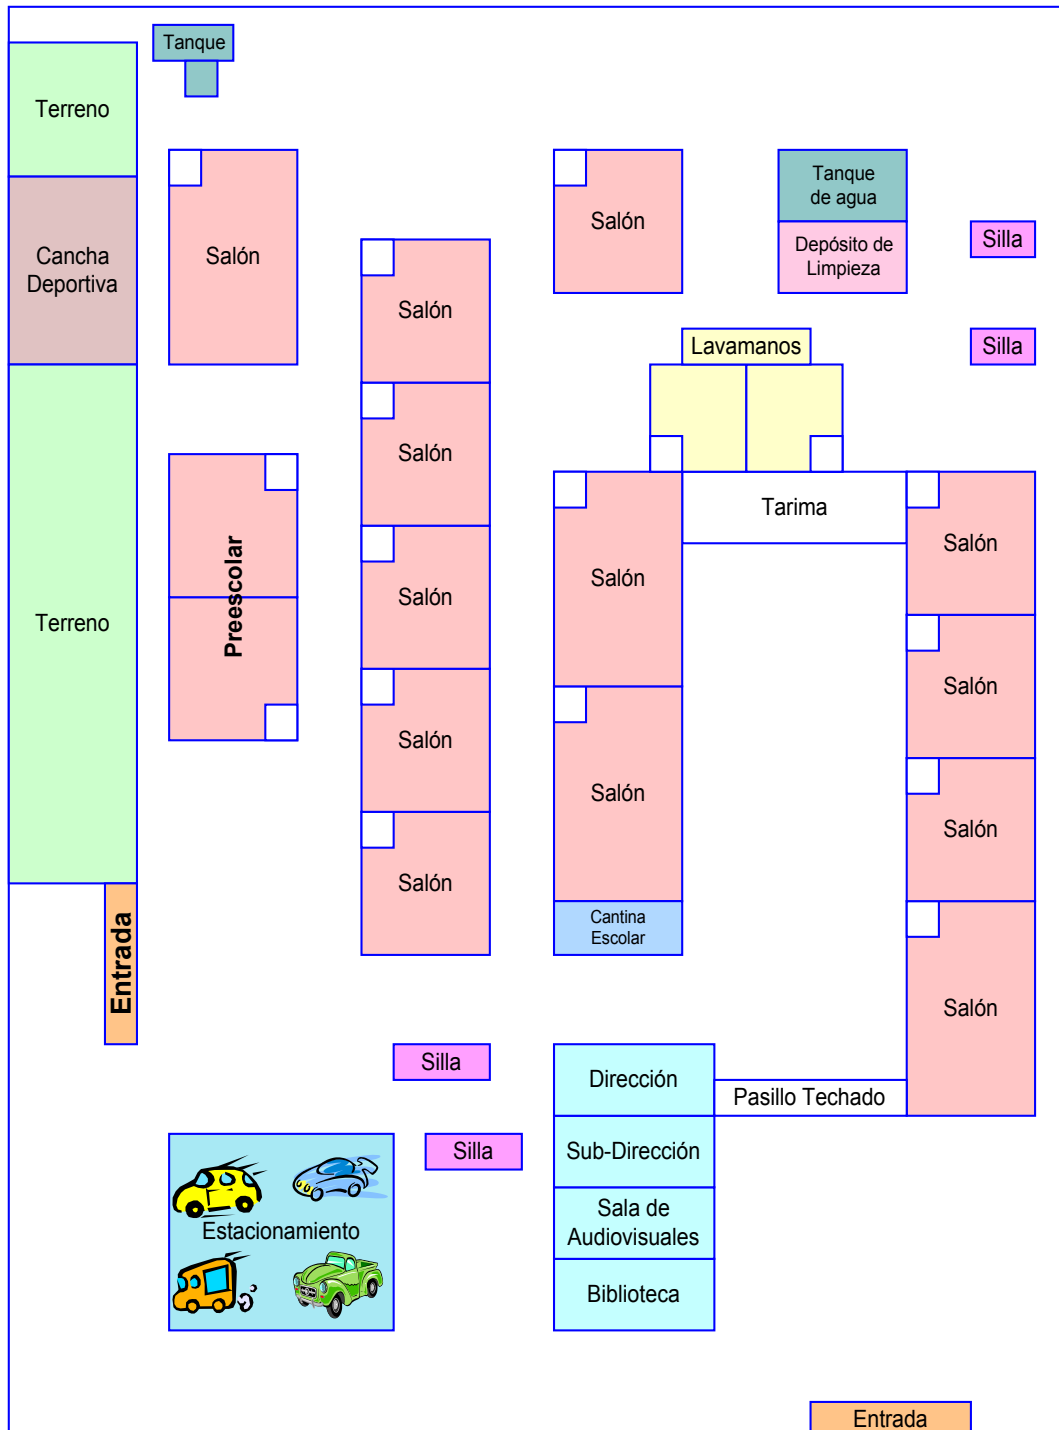 Tanque
Terreno
Tanque
de agua
Salón
Silla
Cancha
Deportiva
Salón
Depósito de
Limpieza
Salón
Lavamanos
Silla
Salón
Tarima
Salón
Salón
Preescolar
Salón
Terreno
Salón
Salón
Salón
Salón
Salón
Cantina
Escolar
Entrada
Salón
Silla
Dirección
Pasillo Techado
Silla
Sub-Dirección
Estacionamiento
Sala de
Audiovisuales
Biblioteca
Entrada